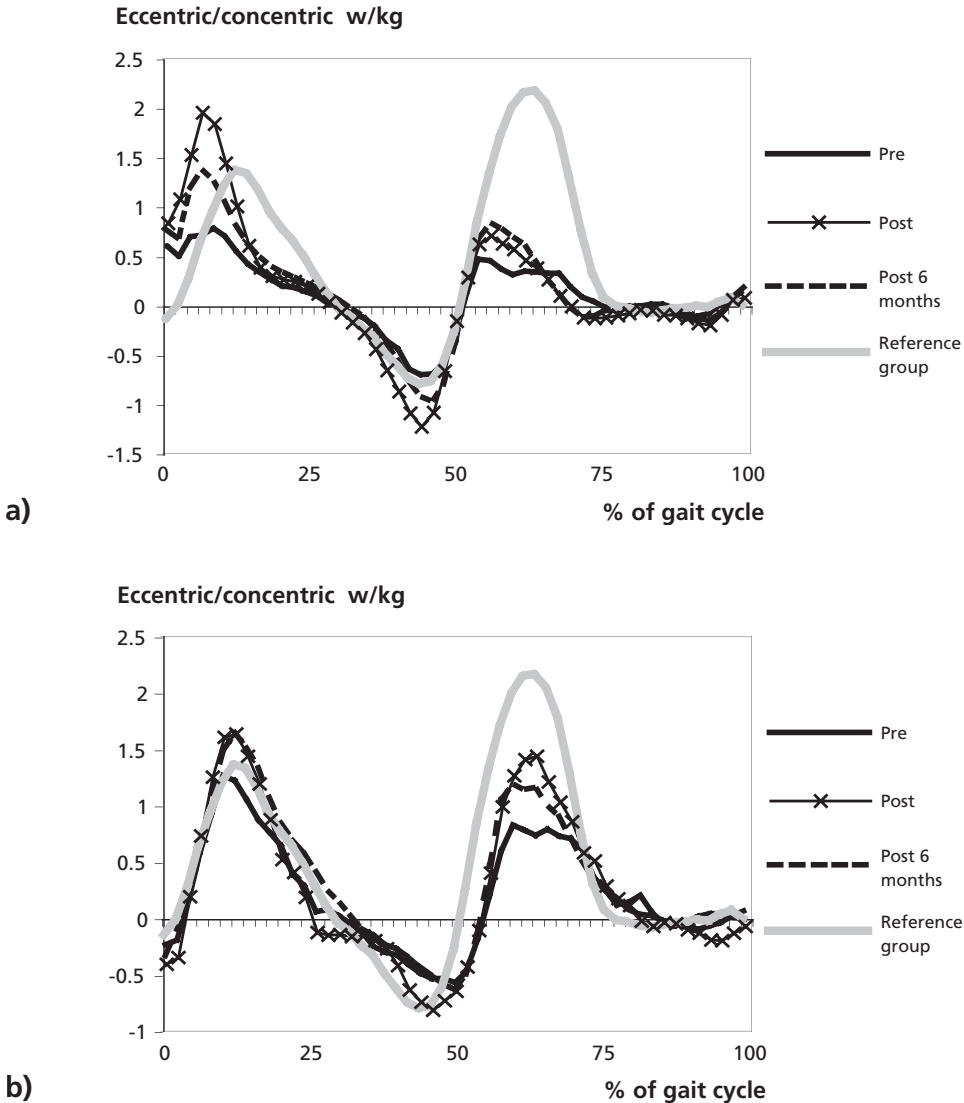 Eccentric/concentric w/kg
2.5
2
1.5
1
0.5
0
-0.5
-1
-1.5
0 25 50 75 100
% of gait cycle
Pre
Post
Post 6
months
Reference
group
a)
Eccentric/concentric w/kg
2.5
2
1.5
1
0.5
0
-0.5
-1
0 25 50 75 100
% of gait cycle
Pre
Post
Post 6
months
Reference
group
b)